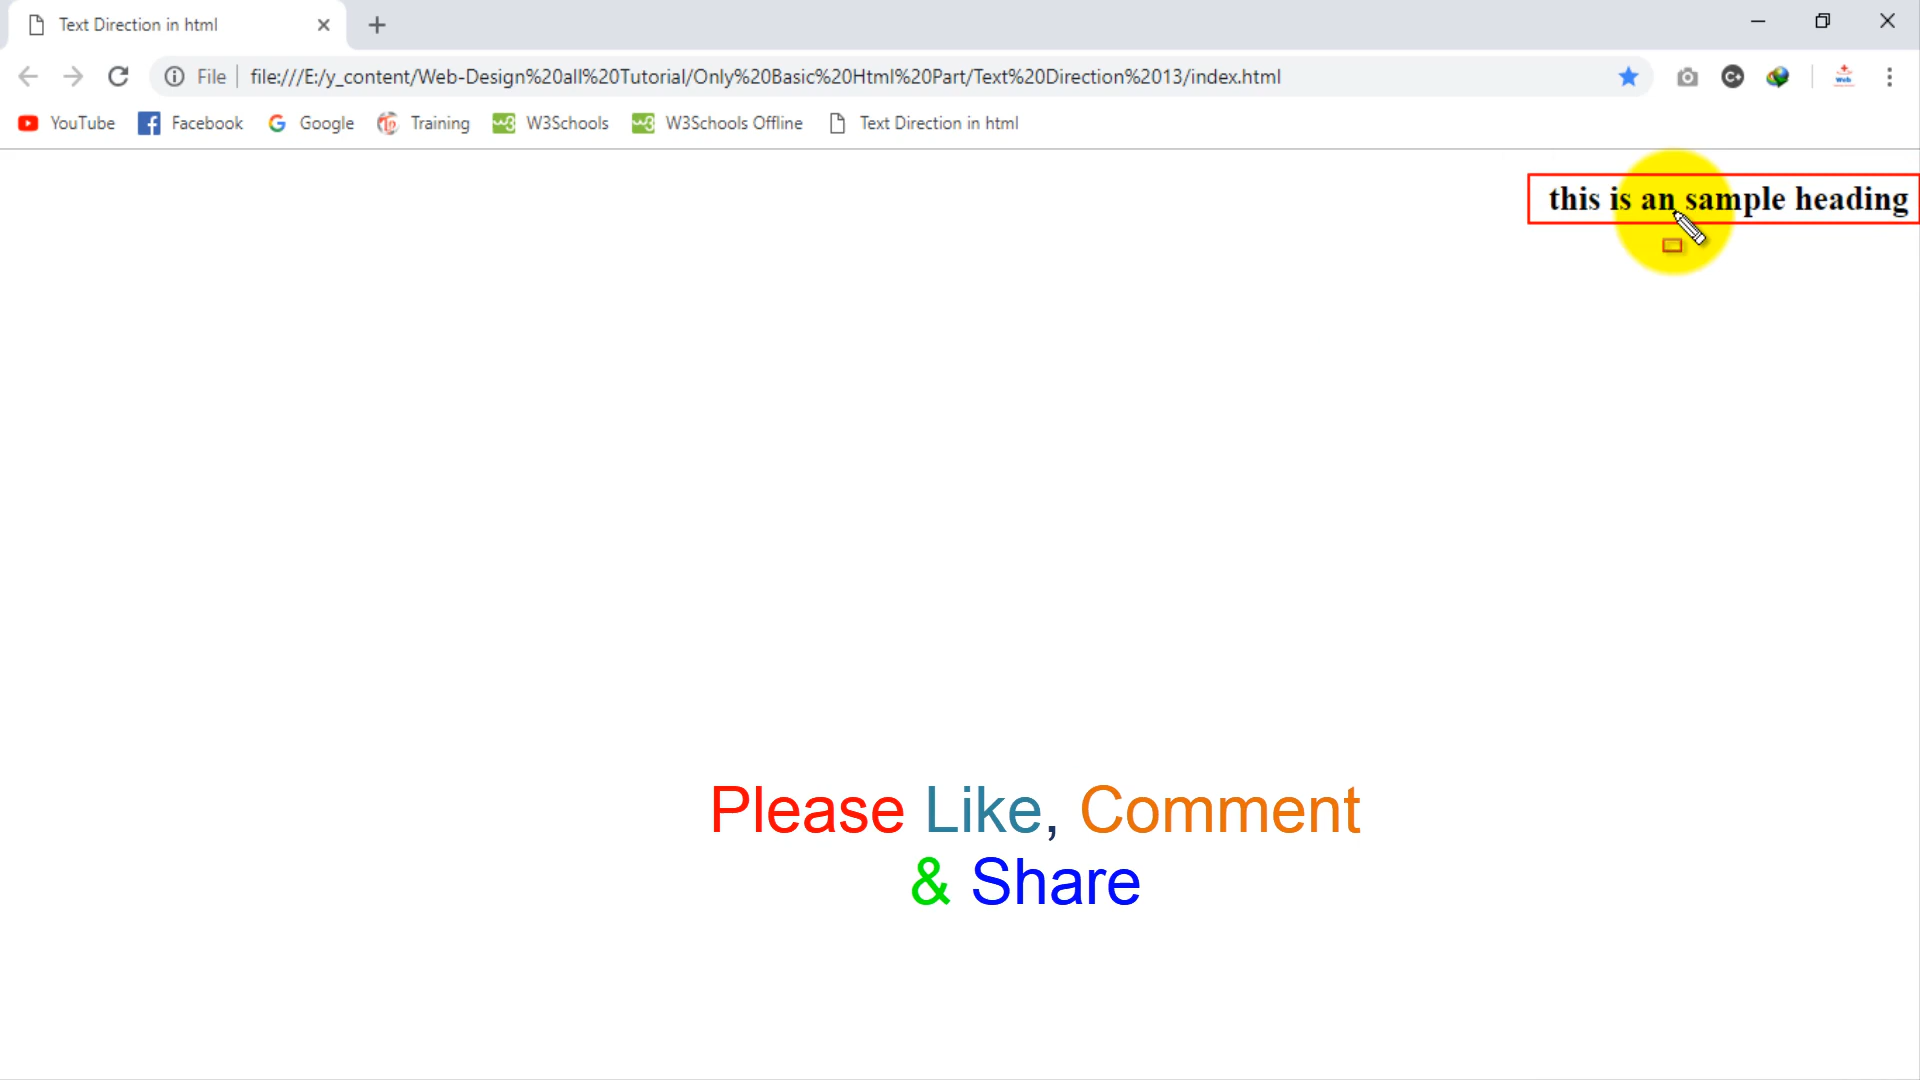 Text Direction in html
File file:///E:/y_content/Web-Design%20all%20Tutorial/Only%20Basic%20Html%20Part/Text%20Direction%2013/index.html
YouTube Facebook Google Training W3Schools W3Schools Offline Text Direction in html
this is an sample heading
Please Like, Comment
& Share